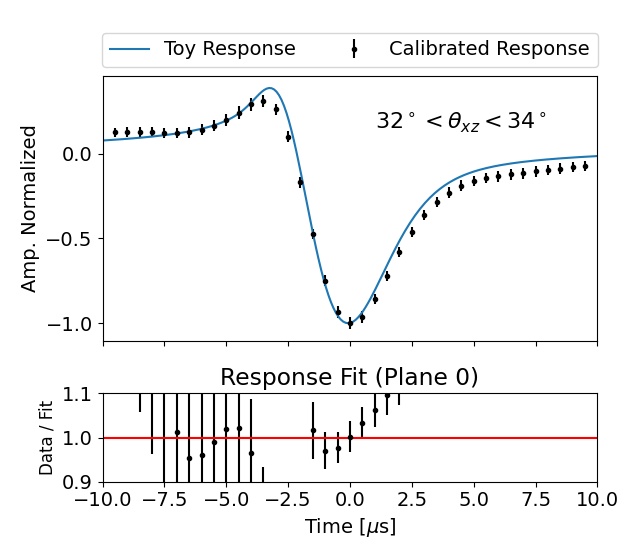 Toy Response Calibrated Response
32° < θxz < 34°
Amp. Normalized
0.0
−0.5
−1.0
Response Fit (Plane 0)
Data / Fit
1.1
1.0
0.9
−10.0 −7.5 −5.0 −2.5 0.0 2.5 5.0 7.5 10.0
Time [μs]